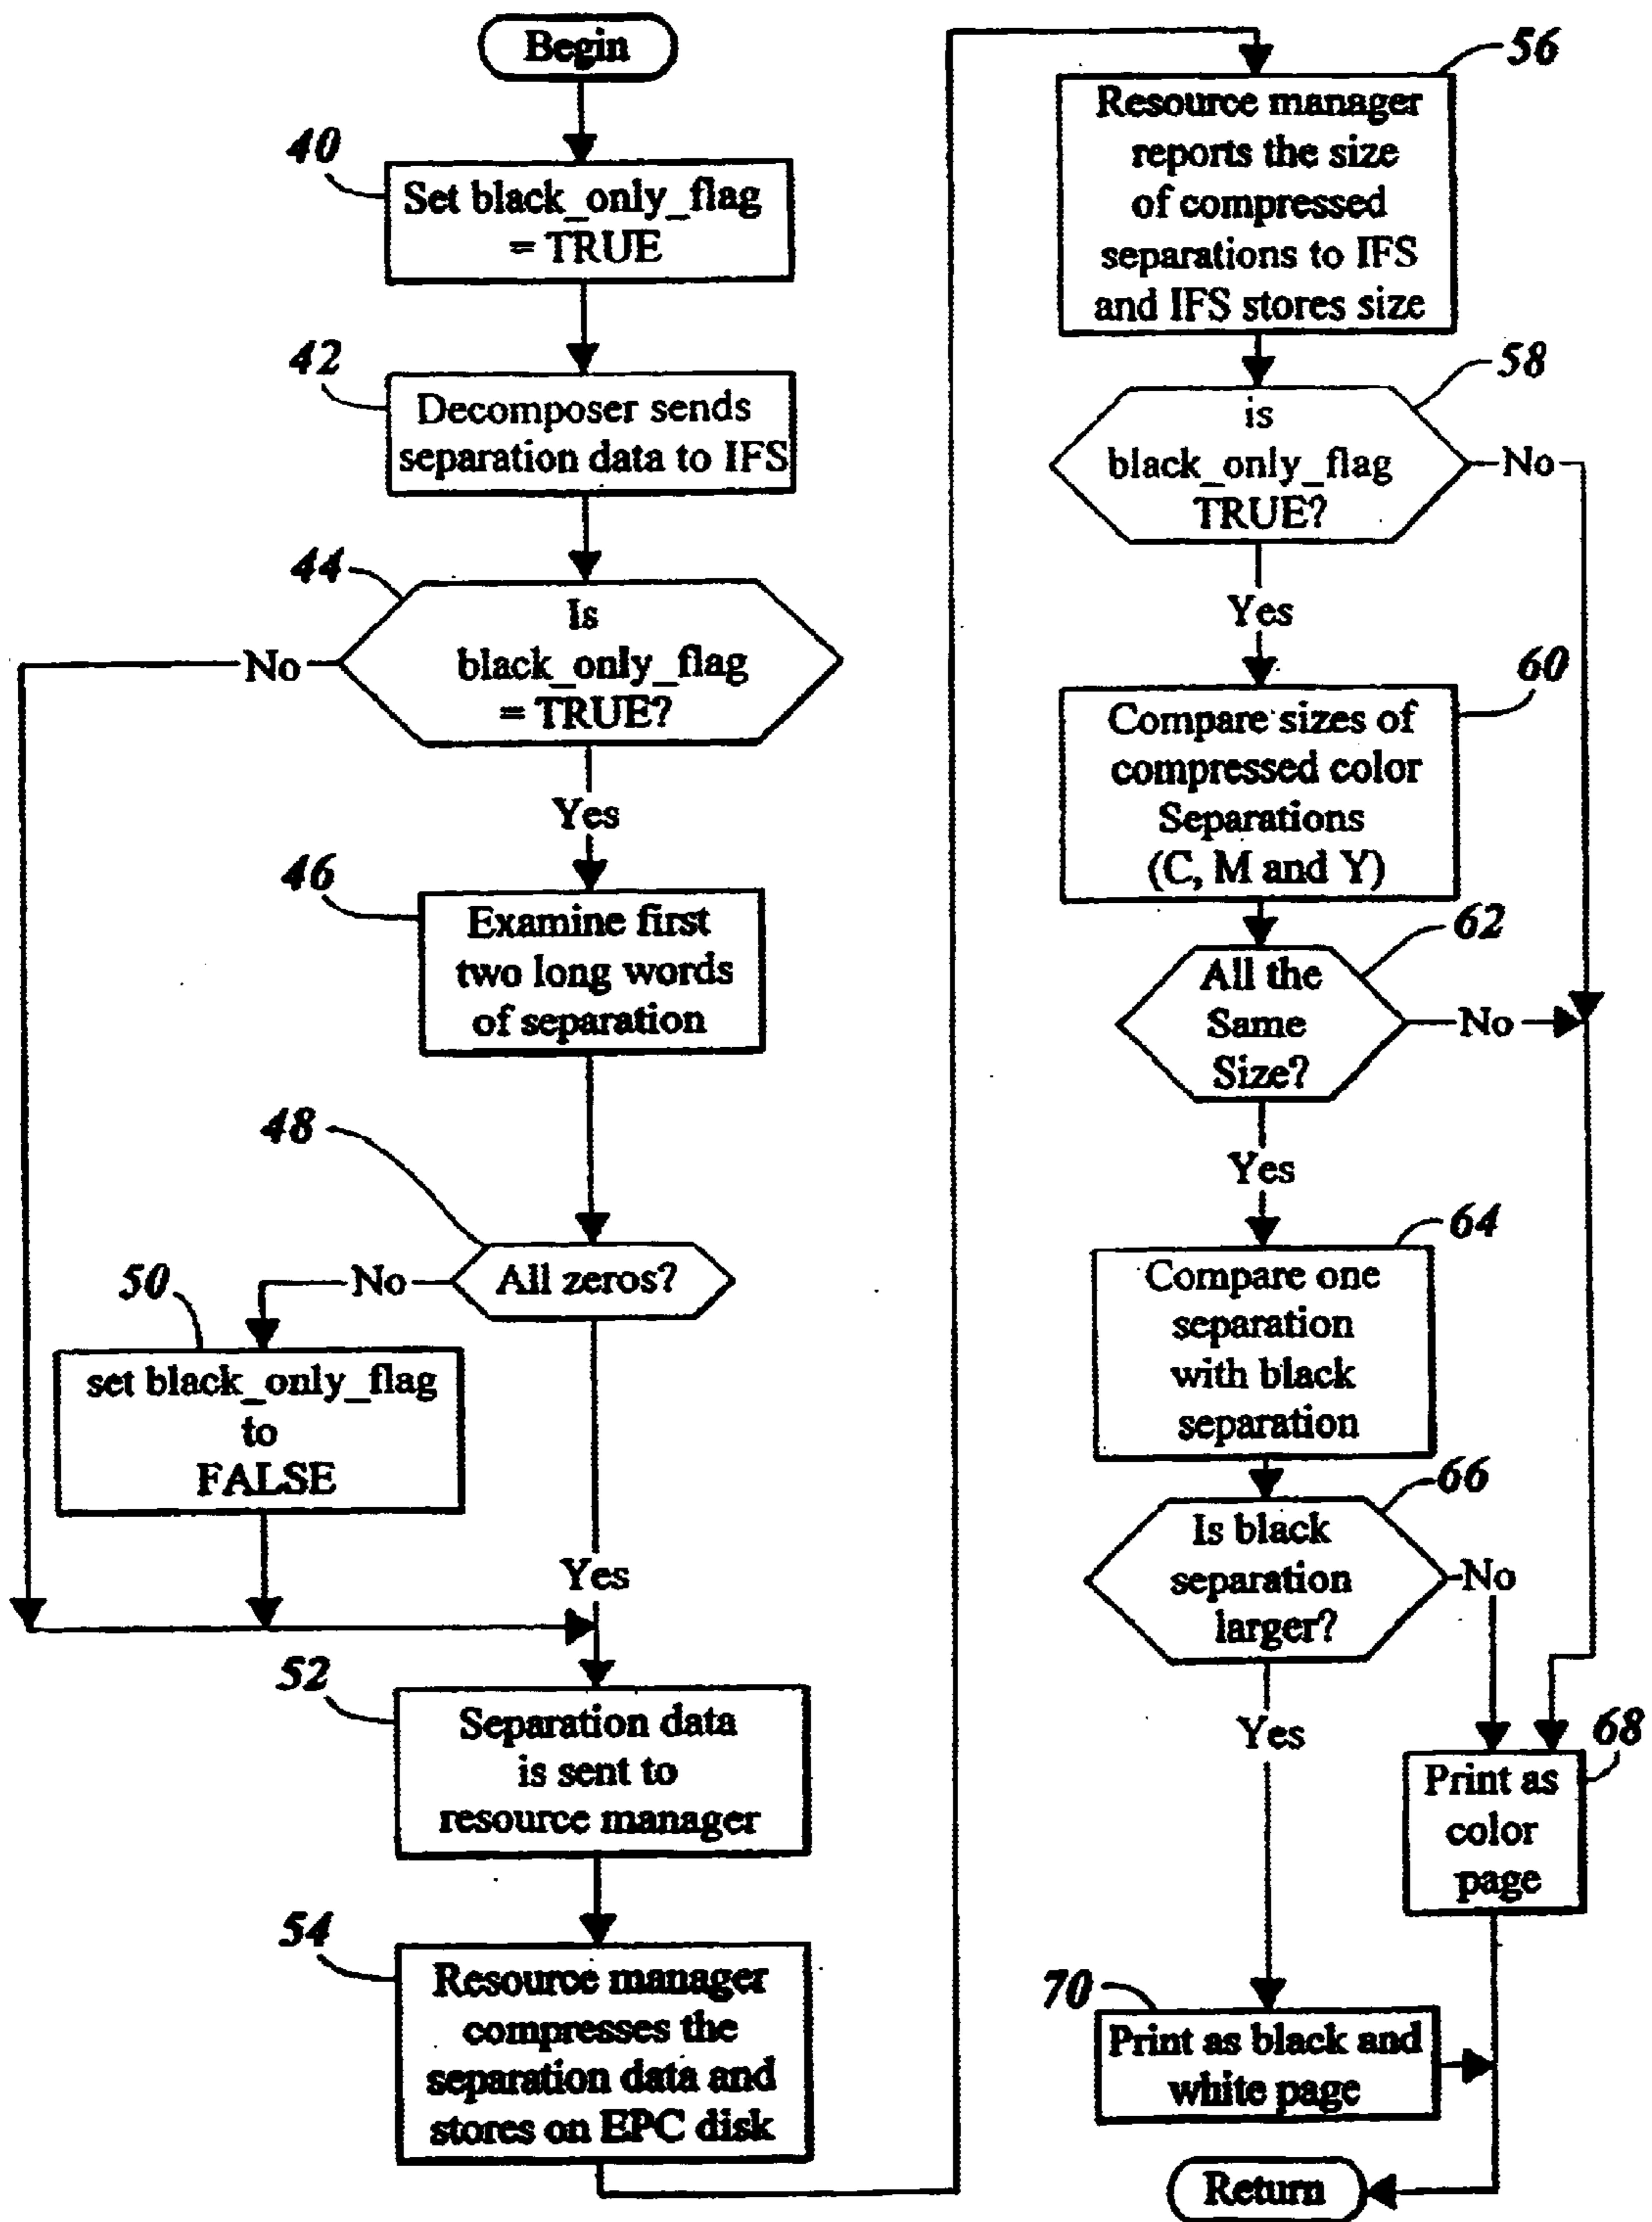 Begin
40
Set black_only_flag
= TRUE
42
Decomposer sends
separation data to IFS
44
Is
black_only_flag
= TRUE?
No
Yes
46
Examine first
two long words
of separation
48
All zeros?
No
50
set black_only_flag
to
FALSE
Yes
52
Separation data
is sent to
resource manager
54
Resource manager
compresses the
separation data and
stores on EPC disk
56
Resource manager
reports the size
of compressed
separations to IFS
and IFS stores size
58
is
black_only_flag
TRUE?
No
Yes
60
Compare sizes of
compressed color
Separations
(C, M and Y)
62
All the
Same
Size?
No
Yes
64
Compare one
separation
with black
separation
66
Is black
separation
larger?
No
Yes
68
Print as
color
page
70
Print as black and
white page
Return